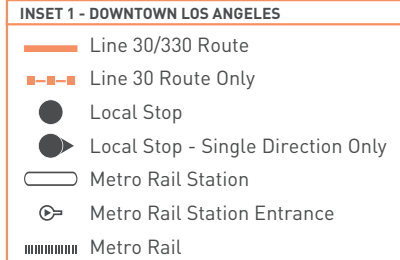 INSET 1 - DOWNTOWN LOS ANGELES
Line 30/330 Route
Line 30 Route Only
Local Stop
Local Stop - Single Direction Only
Metro Rail Station
Metro Rail Station Entrance
Metro Rail